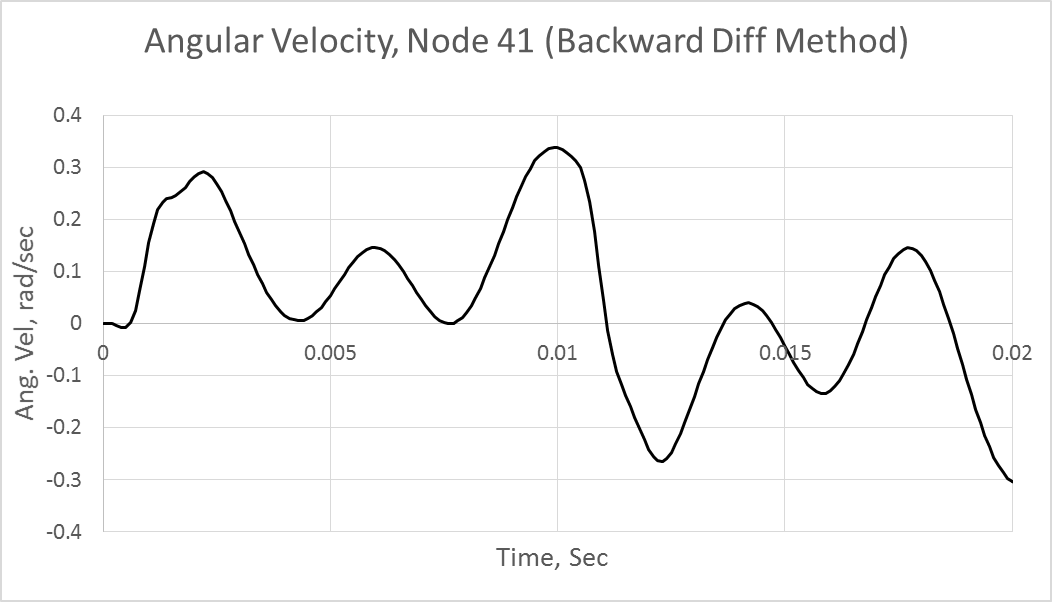 Angular Velocity, Node 41 (Backward Diff Method)
0.4
0.3
0.2
0.1
0
-0.1
-0.2
-0.3
-0.4
0 0.005 0.01 0.015 0.02
Ang. Vel, rad/sec
Time, Sec